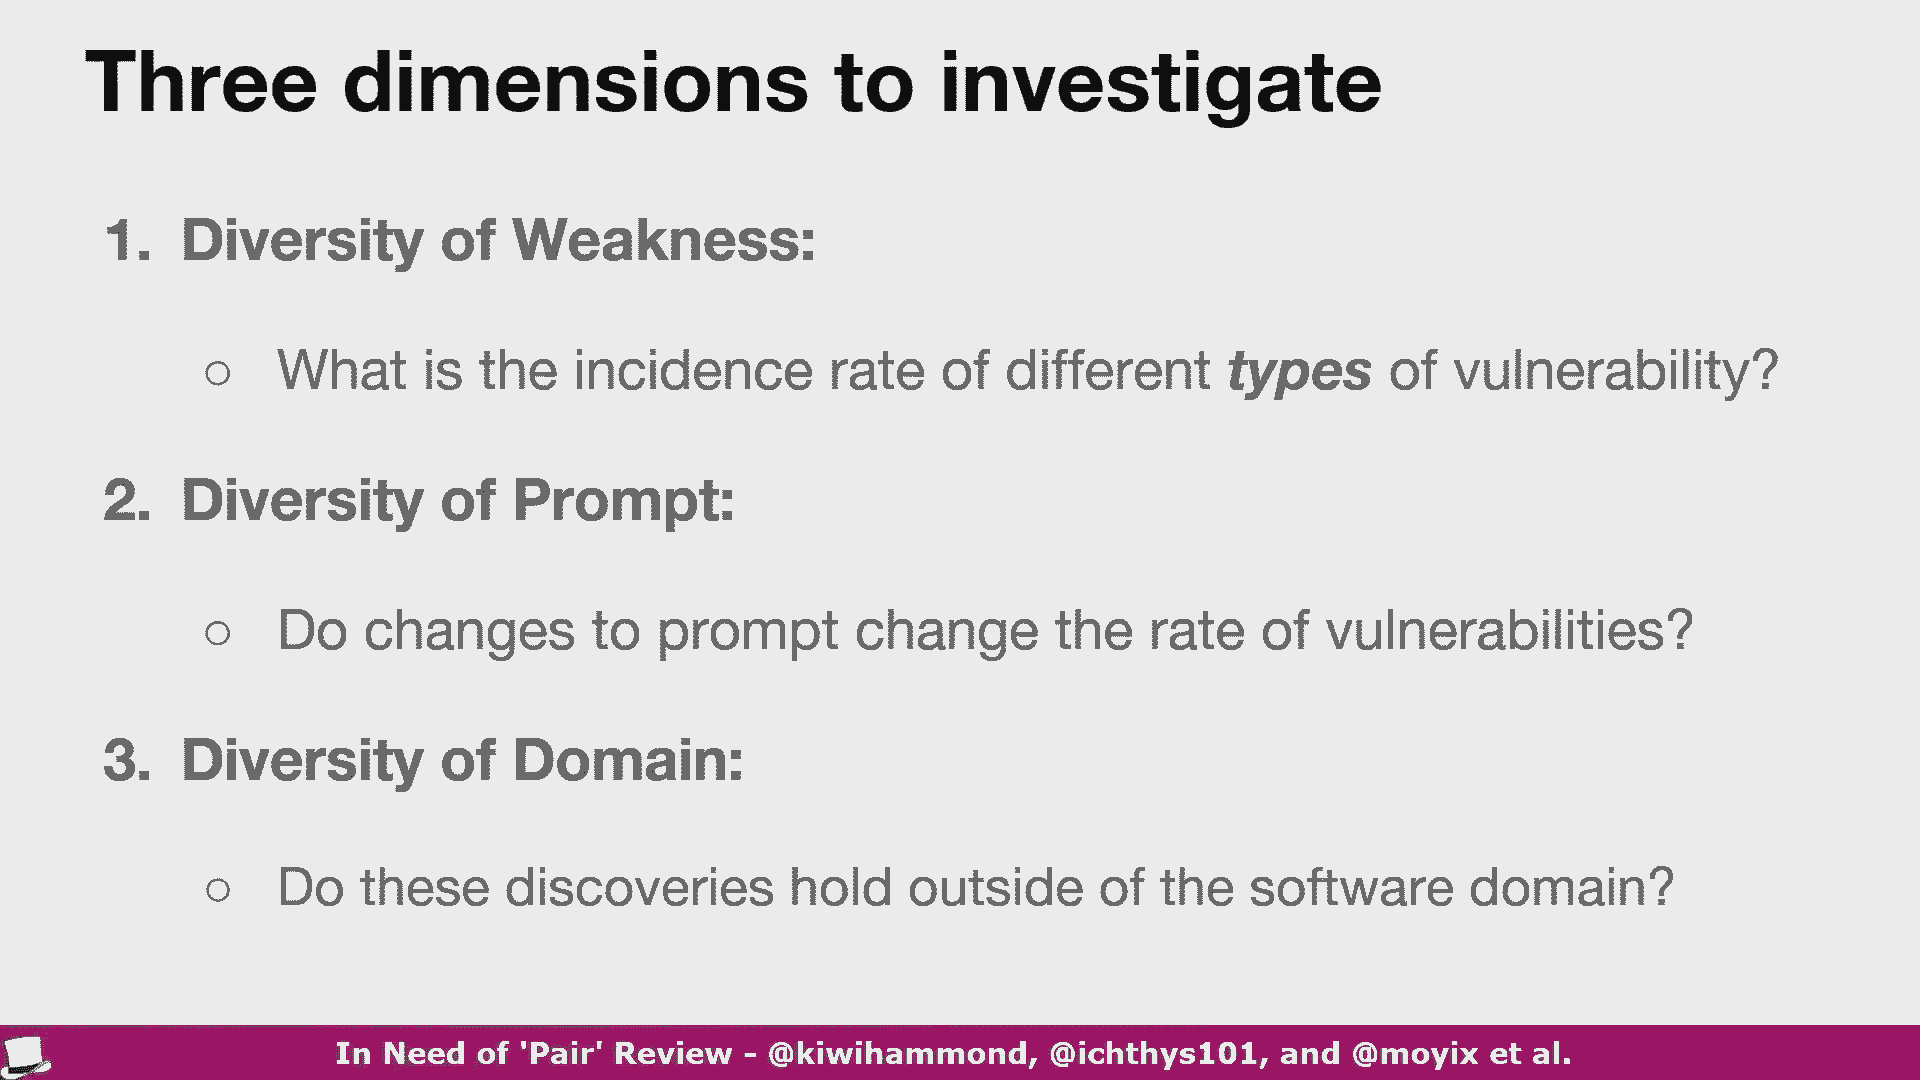 Three dimensions to investigate
1. Diversity of Weakness:
○ What is the incidence rate of different types of vulnerability?
2. Diversity of Prompt:
○ Do changes to prompt change the rate of vulnerabilities?
3. Diversity of Domain:
○ Do these discoveries hold outside of the software domain?
In Need of 'Pair' Review - @kiwihammond, @ichthys101, and @moyix et al.